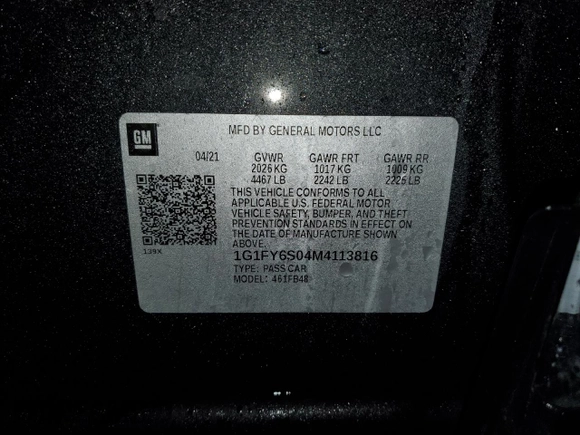 GM
MFD BY GENERAL MOTORS LLC
04/21 GVWR GAWR FRT GAWR RR
2026 KG 1017 KG 1009 KG
4467 LB 2242 LB 2225 LB
THIS VEHICLE CONFORMS TO ALL
APPLICABLE U.S. FEDERAL MOTOR
VEHICLE SAFETY, BUMPER, AND THEFT
PREVENTION STANDARDS IN EFFECT ON
THE DATE OF MANUFACTURE SHOWN
ABOVE.
139X
1G1FY6S04M4113816
TYPE: PASS CAR
MODEL: 461FB48